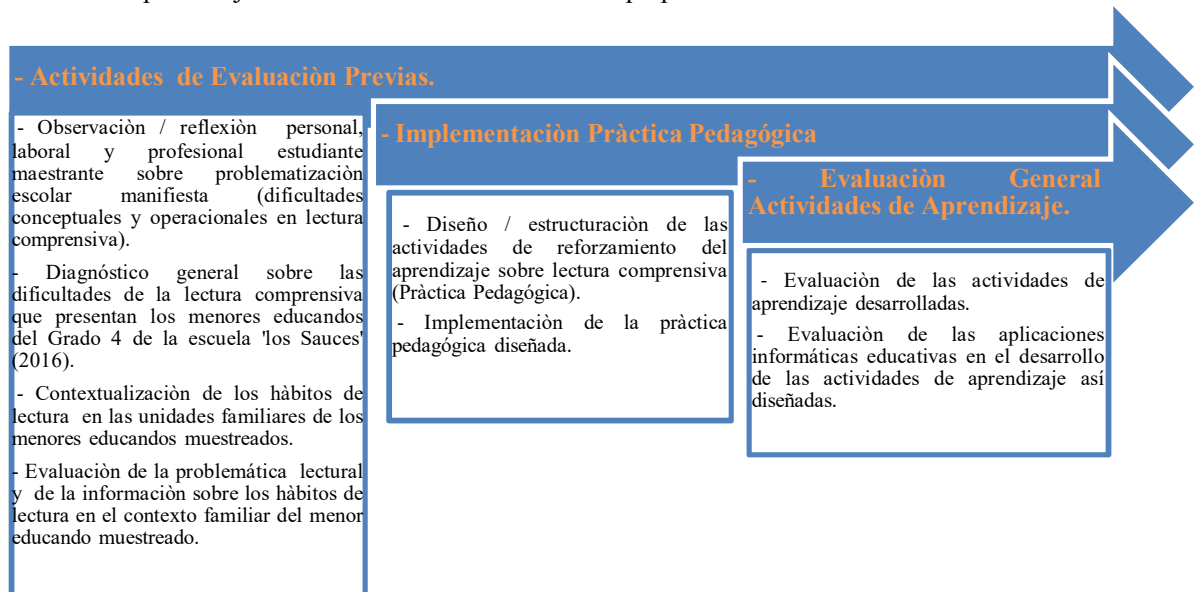 - Actividades de Evaluaciòn Previas.
- Observaciòn / reflexiòn personal,
laboral y profesional estudiante
maestrante sobre problematizaciòn
escolar manifiesta (dificultades
conceptuales y operacionales en lectura
comprensiva).
- Diagnóstico general sobre las
dificultades de la lectura comprensiva
que presentan los menores educandos
del Grado 4 de la escuela 'los Sauces'
(2016).
- Contextualizaciòn de los hàbitos de
lectura en las unidades familiares de los
menores educandos muestreados.
- Evaluaciòn de la problemática lectural
y de la informaciòn sobre los hàbitos de
lectura en el contexto familiar del menor
educando muestreado.
- Implementaciòn Pràctica Pedagógica
- Diseño / estructuración de las
actividades de reforzamiento del
aprendizaje sobre lectura comprensiva
(Pràctica Pedagógica).
- Implementaciòn de la pràctica
pedagógica diseñada.
- Evaluaciòn General
Actividades de Aprendizaje.
- Evaluaciòn de las actividades de
aprendizaje desarrolladas.
- Evaluaciòn de las aplicaciones
informáticas educativas en el desarrollo
de las actividades de aprendizaje así
diseñadas.